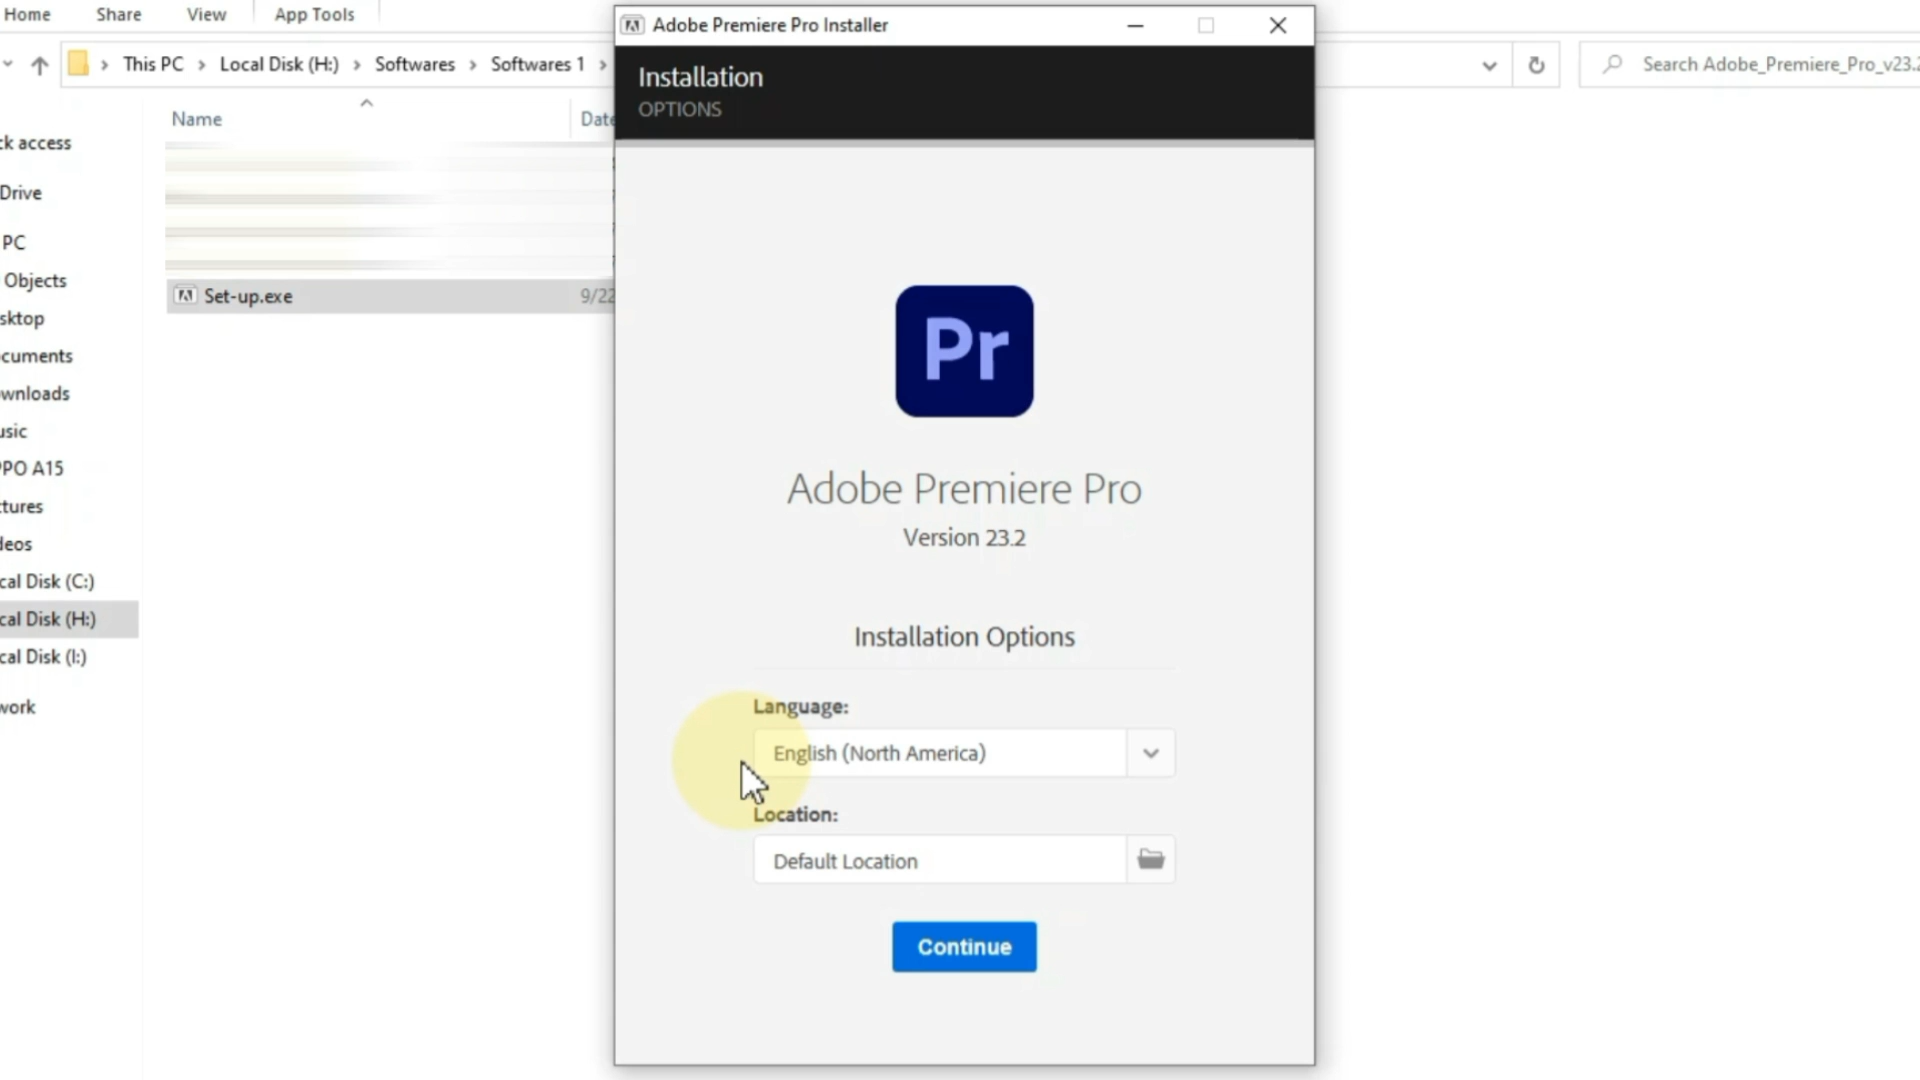 Home Share View App Tools
Adobe Premiere Pro Installer
This PC Local Disk (H:) Softwares Softwares 1
Search Adobe_Premiere_Pro_v23.2
Installation
OPTIONS
Name Date
ck access
Drive
PC
Objects
sktop
cuments
wnloads
usic
PPO A15
tures
deos
cal Disk (C:)
cal Disk (H:)
cal Disk (I:)
work
Set-up.exe 9/22
Pr
Adobe Premiere Pro
Version 23.2
Installation Options
Language:
English (North America)
Location:
Default Location
Continue